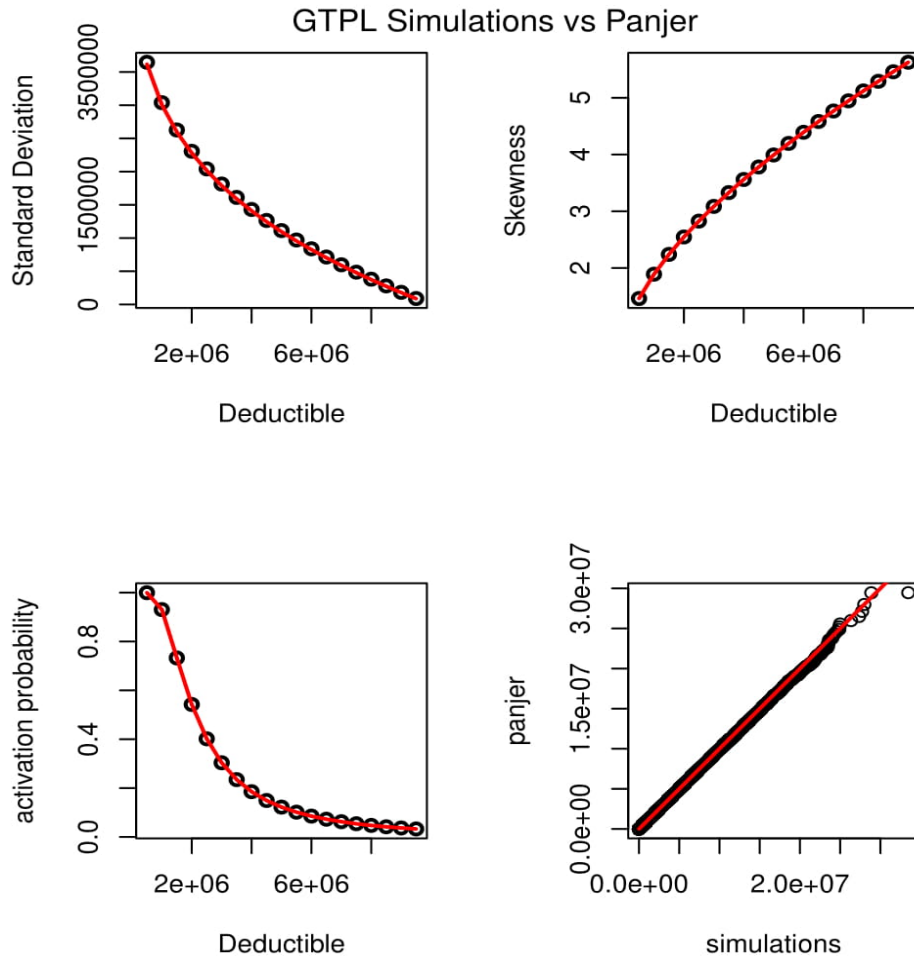 GTPL Simulations vs Panjer
Standard Deviation
0 1500000 3500000
2e+06 6e+06
Deductible
Skewness
2 3 4 5
2e+06 6e+06
Deductible
activation probability
0.0 0.4 0.8
2e+06 6e+06
Deductible
panjer
0.0e+00 1.5e+07 3.0e+07
0.0e+00 2.0e+07
simulations